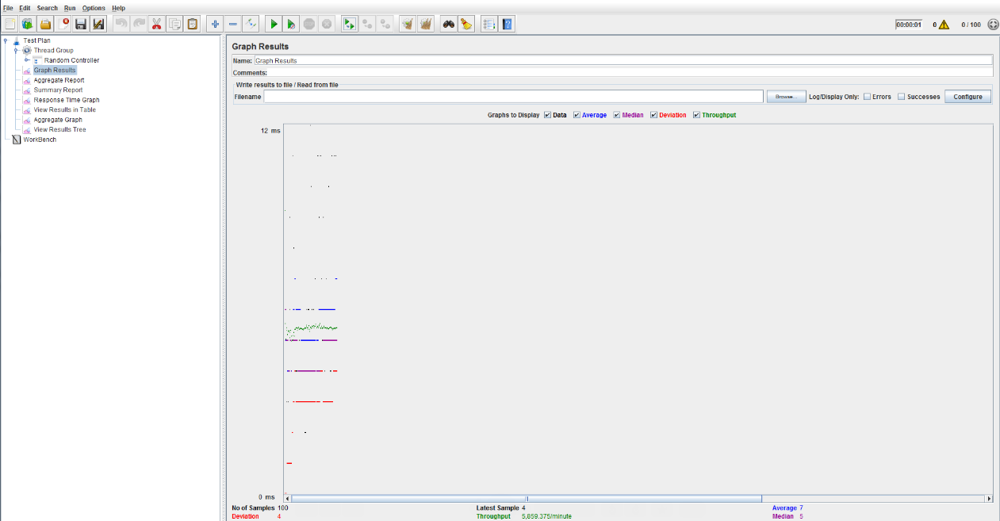 File Edit Search Run Options Help
00:00:01 0 0 / 100
Test Plan
Thread Group
Random Controller
Graph Results
Aggregate Report
Summary Report
Response Time Graph
View Results in Table
Aggregate Graph
View Results Tree
WorkBench
Graph Results
Name: Graph Results
Comments:
Write results to file / Read from file
Filename Browse... Log/Display Only: Errors Successes Configure
Graphs to Display Data Average Median Deviation Throughput
12 ms
0 ms
No of Samples 100 Latest Sample 4 Average 7
Deviation 4 Throughput 5,859.375/minute Median 5